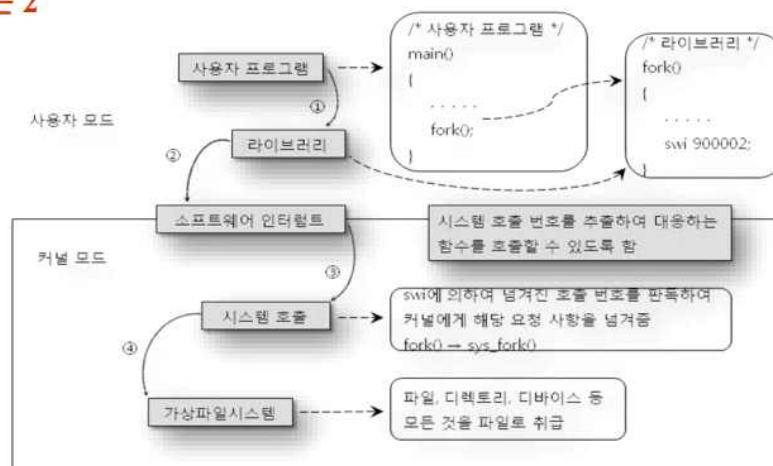 2
사용자 모드
사용자 프로그램
①
라이브러리
②
/* 사용자 프로그램 */
main()
{
. . . . .
fork();
}
/* 라이브러리 */
fork()
{
. . . . .
swi 900002;
}
소프트웨어 인터럽트
시스템 호출 번호를 추출하여 대응하는
함수를 호출할 수 있도록 함
커널 모드
③
시스템 호출
swi에 의하여 넘겨진 호출 번호를 판독하여
커널에게 해당 요청 사항을 넘겨줌
fork() → sys_fork()
④
가상파일시스템
파일, 디렉토리, 디바이스 등
모든 것을 파일로 취급